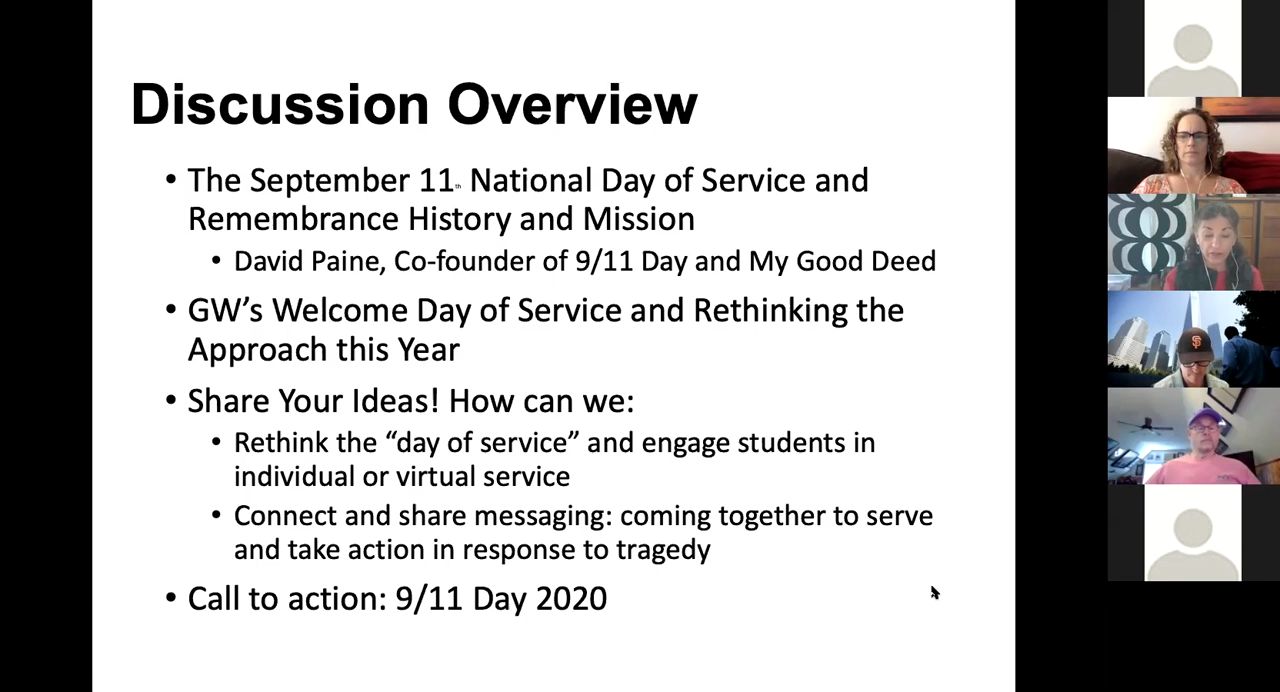 Discussion Overview
• The September 11th National Day of Service and
Remembrance History and Mission
• David Paine, Co-founder of 9/11 Day and My Good Deed
• GW’s Welcome Day of Service and Rethinking the
Approach this Year
• Share Your Ideas! How can we:
• Rethink the “day of service” and engage students in
individual or virtual service
• Connect and share messaging: coming together to serve
and take action in response to tragedy
• Call to action: 9/11 Day 2020
SF